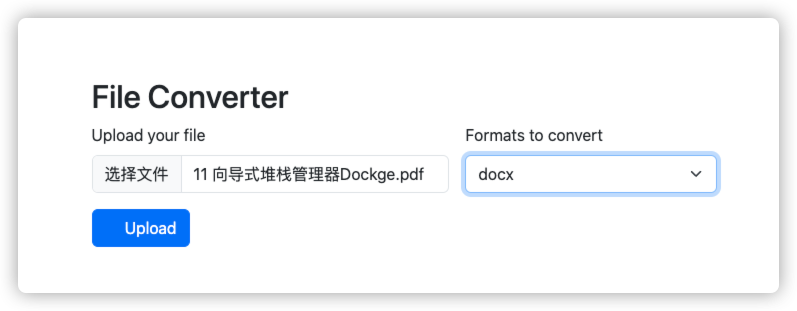 File Converter
Upload your file
Formats to convert
选择文件 11 向导式堆栈管理器Dockge.pdf
docx
Upload